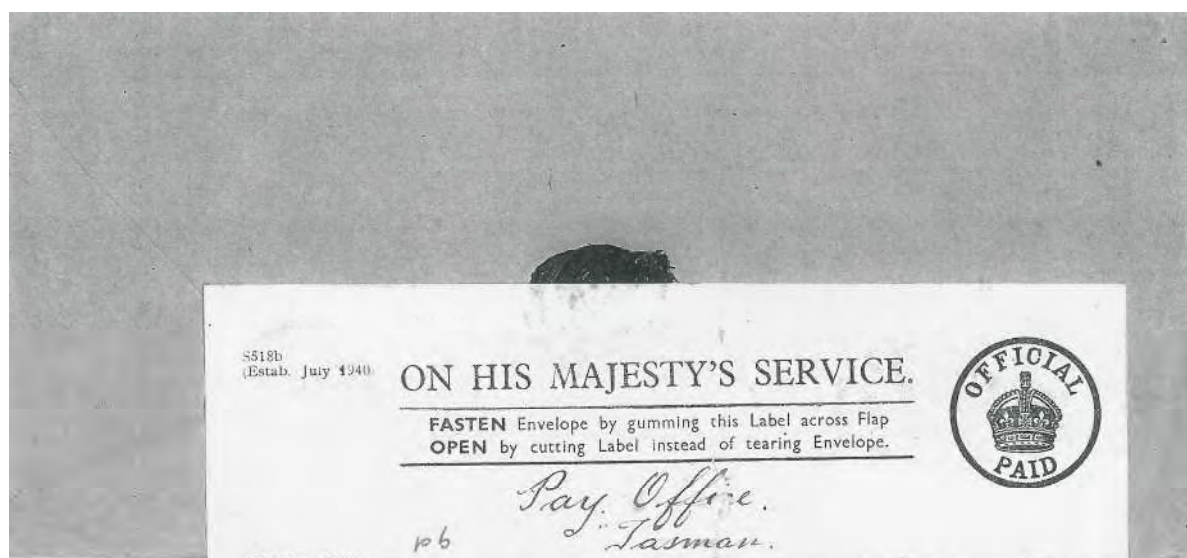 S518b
(Estab. July 1940)
ON HIS MAJESTY'S SERVICE.
OFFICIAL
PAID
FASTEN Envelope by gumming this Label across Flap
OPEN by cutting Label instead of tearing Envelope.
Pay. Office.
Tasman.